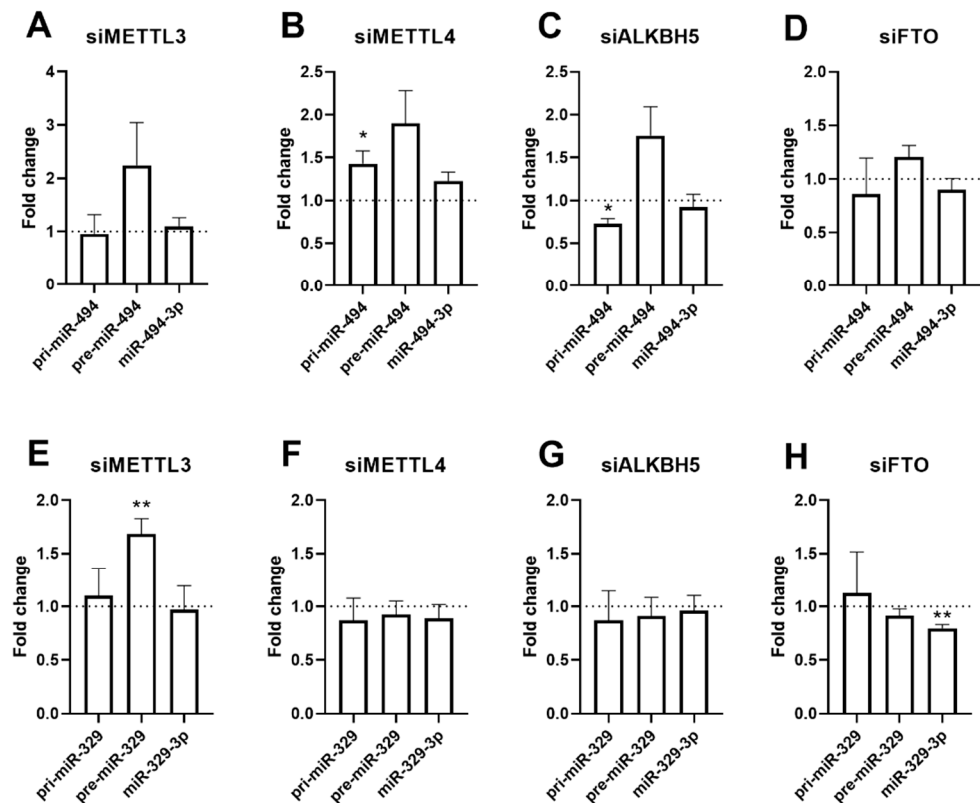 A
siMETTL3
Fold change
4
3
2
1
0
pri-miR-494
pre-miR-494
miR-494-3p
B
siMETTL4
Fold change
2.5
2.0
1.5
1.0
0.5
0.0
*
pri-miR-494
pre-miR-494
miR-494-3p
C
siALKBH5
Fold change
2.5
2.0
1.5
1.0
0.5
0.0
*
pri-miR-494
pre-miR-494
miR-494-3p
D
siFTO
Fold change
2.0
1.5
1.0
0.5
0.0
pri-miR-494
pre-miR-494
miR-494-3p
E
siMETTL3
Fold change
2.0
1.5
1.0
0.5
0.0
**
pri-miR-329
pre-miR-329
miR-329-3p
F
siMETTL4
Fold change
2.0
1.5
1.0
0.5
0.0
pri-miR-329
pre-miR-329
miR-329-3p
G
siALKBH5
Fold change
2.0
1.5
1.0
0.5
0.0
pri-miR-329
pre-miR-329
miR-329-3p
H
siFTO
Fold change
2.0
1.5
1.0
0.5
0.0
**
pri-miR-329
pre-miR-329
miR-329-3p